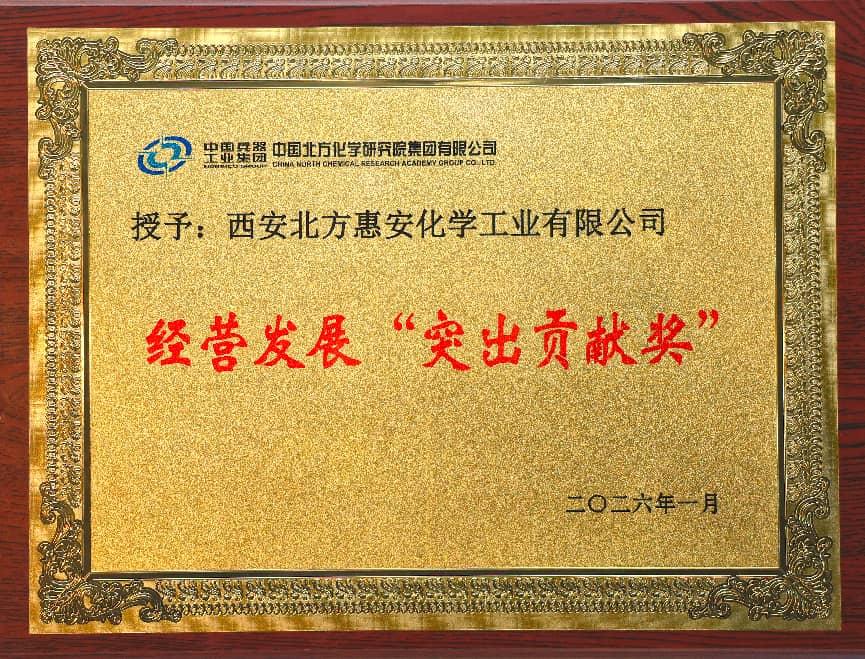 中国兵器工业集团 中国北方化学研究院集团有限公司
NORINCO GROUP CHINA NORTH CHEMICAL RESEARCH ACADEMY GROUP CO. LTD.
授予：西安北方惠安化学工业有限公司
经营发展“突出贡献奖”
二〇二六年一月